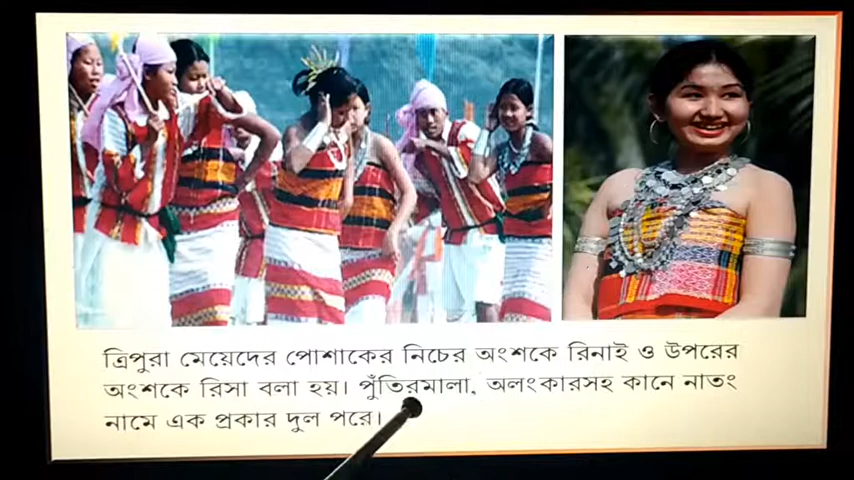 ত্রিপুরা মেয়েদের পোশাকের নিচের অংশকে রিনাই ও উপরের
অংশকে রিসা বলা হয়। পুঁতিরমালা, অলংকারসহ কানে নাতং
নামে এক প্রকার দুল পরে।